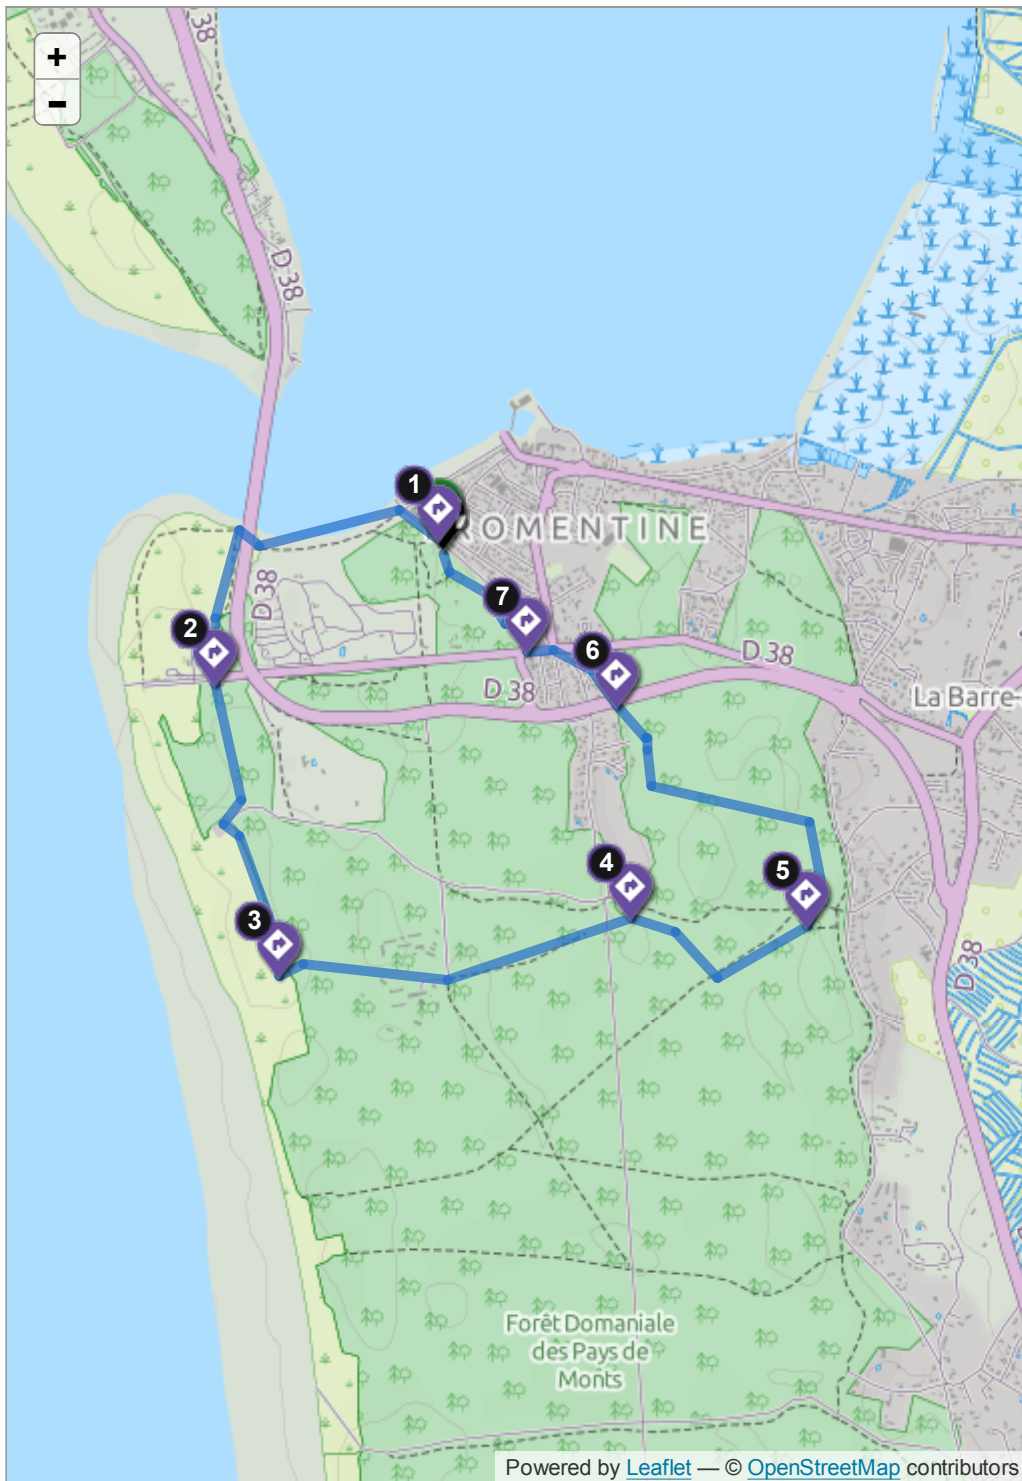 D 38
+
−
D 38
1
ROMENTINE
D 38
7
2
6
D 38
D 38
La Barre-
4
5
3
D 38
Forêt Domaniale
des Pays de
Monts
Powered by Leaflet — © OpenStreetMap contributors